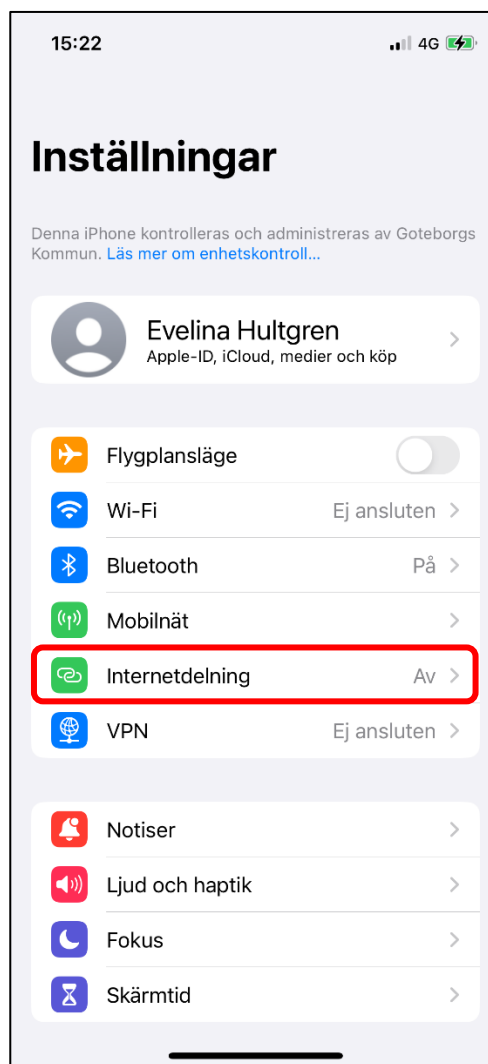 15:22 4G
Inställningar
Denna iPhone kontrolleras och administreras av Goteborgs
Kommun. Läs mer om enhetskontroll...
Evelina Hultgren
Apple-ID, iCloud, medier och köp
Flygplansläge
Wi-Fi Ej ansluten
Bluetooth På
Mobilnät
Internetdelning Av
VPN Ej ansluten
Notiser
Ljud och haptik
Fokus
Skärmtid